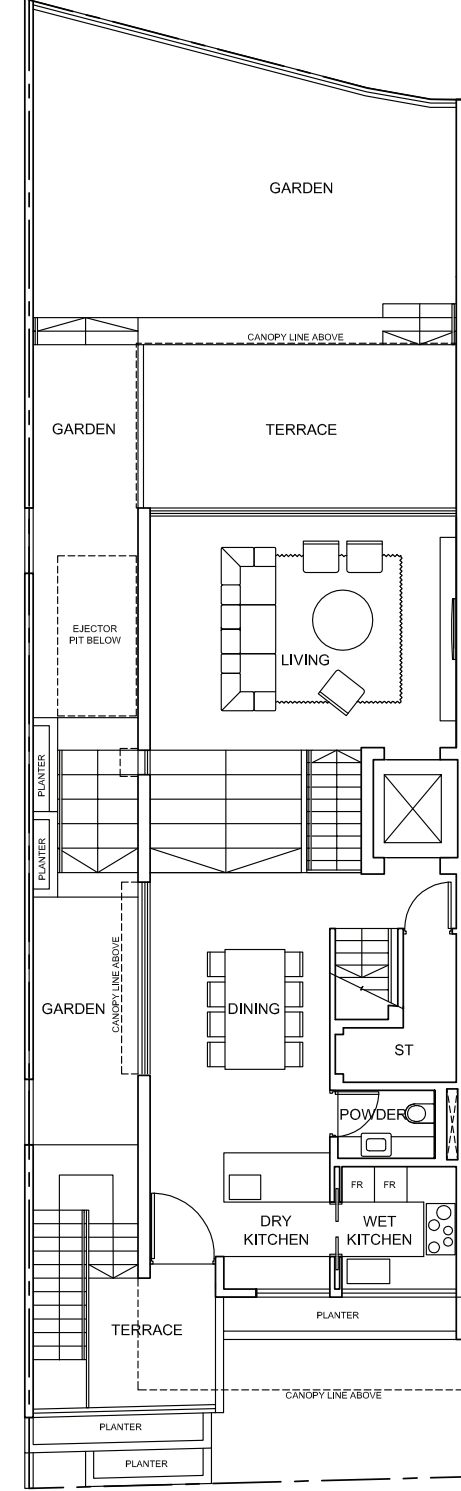 GARDEN
CANOPY LINE ABOVE
GARDEN
TERRACE
EJECTOR
PIT BELOW
LIVING
PLANTER
PLANTER
CANOPY LINE ABOVE
GARDEN
DINING
ST
POWDER
FR
FR
DRY
KITCHEN
WET
KITCHEN
PLANTER
TERRACE
CANOPY LINE ABOVE
PLANTER
PLANTER